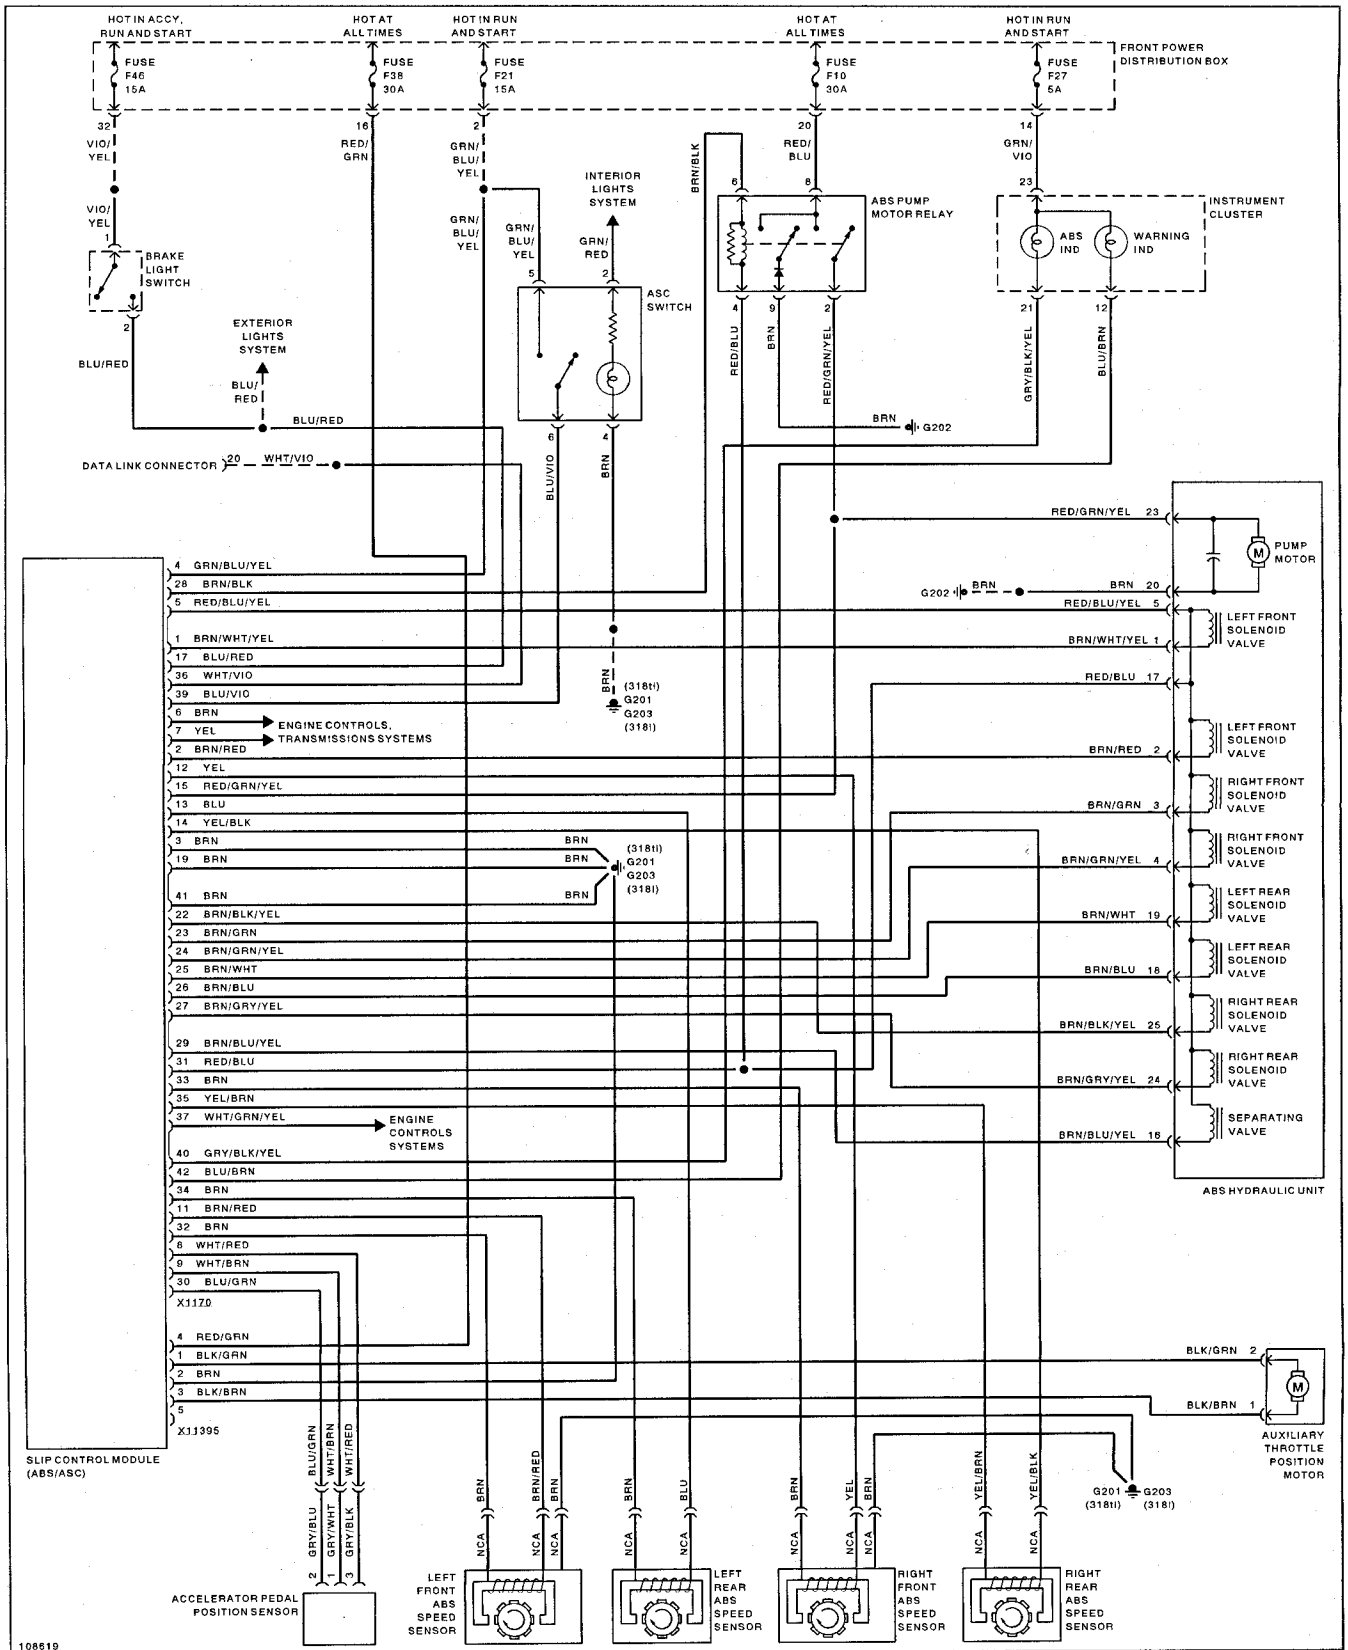 HOT IN ACCY,
RUN AND START
HOT AT
ALL TIMES
HOT IN RUN
AND START
HOT AT
ALL TIMES
HOT IN RUN
AND START
FUSE
F46
15A
FUSE
F38
30A
FUSE
F21
15A
FUSE
F10
30A
FUSE
F27
5A
FRONT POWER
DISTRIBUTION BOX
32
16
2
20
14
VIO/
YEL
RED/
GRN
GRN/
BLU/
YEL
BRN/BLK
RED/
BLU
GRN/
VIO
INTERIOR
LIGHTS
SYSTEM
6
8
23
VIO/
YEL
1
GRN/
BLU/
YEL
GRN/
BLU/
YEL
GRN/
RED
ABS PUMP
MOTOR RELAY
INSTRUMENT
CLUSTER
ABS
IND
WARNING
IND
BRAKE
LIGHT
SWITCH
2
5
2
ASC
SWITCH
4
9
2
21
12
EXTERIOR
LIGHTS
SYSTEM
BLU/RED
BLU/
RED
BLU/RED
RED/BLU
BRN
RED/GRN/YEL
GRY/BLK/YEL
BLU/BRN
BRN
G202
6
4
BLU/VIO
BRN
DATA LINK CONNECTOR
20
WHT/VIO
RED/GRN/YEL 23
PUMP
MOTOR
M
G202
BRN
BRN 20
RED/BLU/YEL 5
LEFT FRONT
SOLENOID
VALVE
BRN/WHT/YEL 1
RED/BLU 17
LEFT FRONT
SOLENOID
VALVE
BRN/RED 2
RIGHT FRONT
SOLENOID
VALVE
BRN/GRN 3
RIGHT FRONT
SOLENOID
VALVE
BRN/GRN/YEL 4
LEFT REAR
SOLENOID
VALVE
BRN/WHT 19
LEFT REAR
SOLENOID
VALVE
BRN/BLU 18
RIGHT REAR
SOLENOID
VALVE
BRN/BLK/YEL 25
RIGHT REAR
SOLENOID
VALVE
BRN/GRY/YEL 24
SEPARATING
VALVE
BRN/BLU/YEL 16
ABS HYDRAULIC UNIT
4 GRN/BLU/YEL
28 BRN/BLK
5 RED/BLU/YEL
1 BRN/WHT/YEL
17 BLU/RED
36 WHT/VIO
39 BLU/VIO
6 BRN
7 YEL
ENGINE CONTROLS,
TRANSMISSIONS SYSTEMS
2 BRN/RED
12 YEL
15 RED/GRN/YEL
13 BLU
14 YEL/BLK
3 BRN
19 BRN
41 BRN
22 BRN/BLK/YEL
23 BRN/GRN
24 BRN/GRN/YEL
25 BRN/WHT
26 BRN/BLU
27 BRN/GRY/YEL
29 BRN/BLU/YEL
31 RED/BLU
33 BRN
35 YEL/BRN
37 WHT/GRN/YEL
ENGINE
CONTROLS
SYSTEMS
40 GRY/BLK/YEL
42 BLU/BRN
34 BRN
11 BRN/RED
32 BRN
8 WHT/RED
9 WHT/BRN
30 BLU/GRN
X1170
4 RED/GRN
1 BLK/GRN
2 BRN
3 BLK/BRN
5
X11395
SLIP CONTROL MODULE
(ABS/ASC)
BRN
(318ti)
G201
G203
(318i)
BRN
BRN
BRN
(318ti)
G201
G203
(318i)
BLK/GRN 2
BLK/BRN 1
M
AUXILIARY
THROTTLE
POSITION
MOTOR
G201
(318ti)
G203
(318i)
BLU/GRN
WHT/BRN
WHT/RED
GRY/BLU
GRY/WHT
GRY/BLK
2
1
3
ACCELERATOR PEDAL
POSITION SENSOR
BRN
BRN/RED
BRN
BRN
BLU
BRN
YEL
BRN
YEL/BRN
YEL/BLK
NCA
NCA
NCA
NCA
NCA
NCA
NCA
NCA
NCA
NCA
LEFT
FRONT
ABS
SPEED
SENSOR
LEFT
REAR
ABS
SPEED
SENSOR
RIGHT
FRONT
ABS
SPEED
SENSOR
RIGHT
REAR
ABS
SPEED
SENSOR
108619